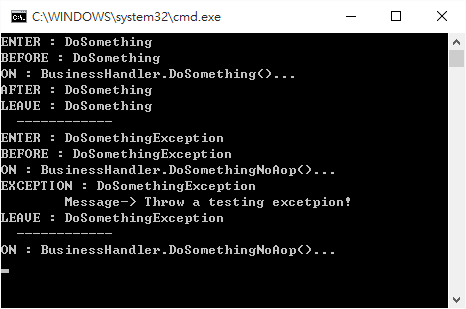 C:\WINDOWS\system32\cmd.exe
ENTER : DoSomething
BEFORE : DoSomething
ON : BusinessHandler.DoSomething()...
AFTER : DoSomething
LEAVE : DoSomething
------------
ENTER : DoSomethingException
BEFORE : DoSomethingException
ON : BusinessHandler.DoSomethingNoAop()...
EXCEPTION : DoSomethingException
Message-> Throw a testing excetpion!
LEAVE : DoSomethingException
------------
ON : BusinessHandler.DoSomethingNoAop()...